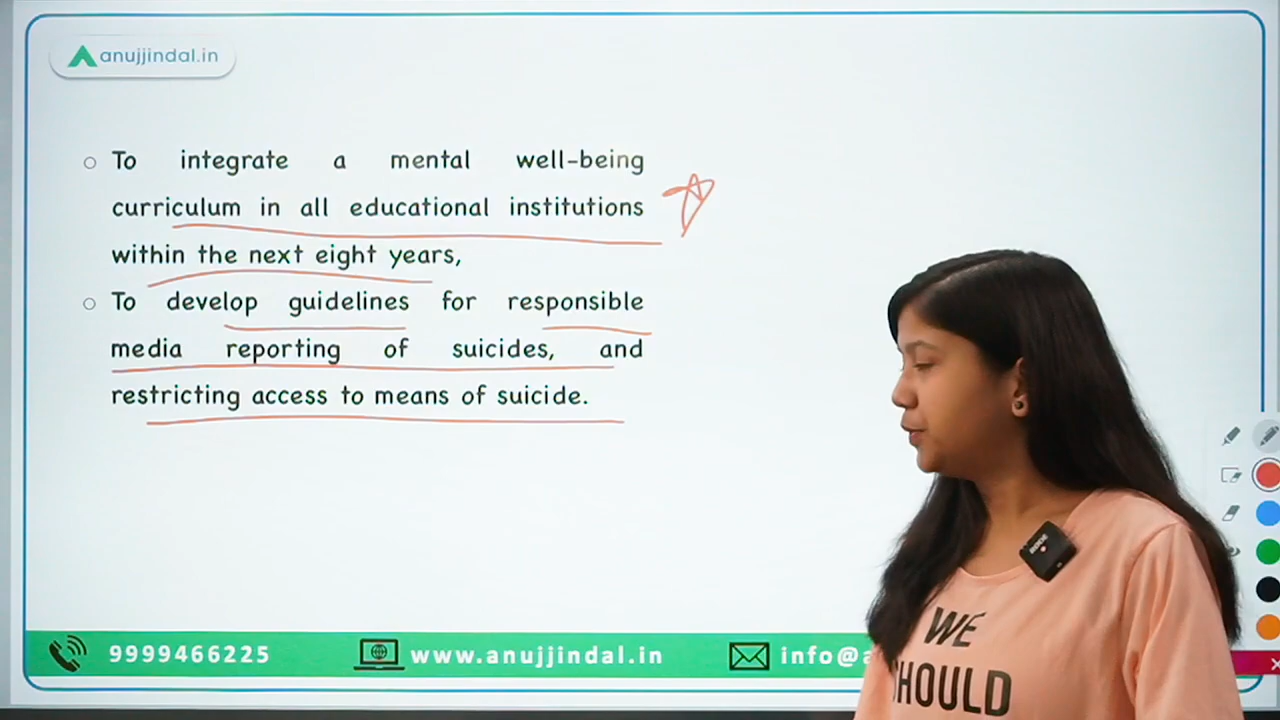 anujjindal.in
To integrate a mental well-being
curriculum in all educational institutions
within the next eight years,
To develop guidelines for responsible
media reporting of suicides, and
restricting access to means of suicide.
9999466225
www.anujjindal.in
info@a
WE
SHOULD